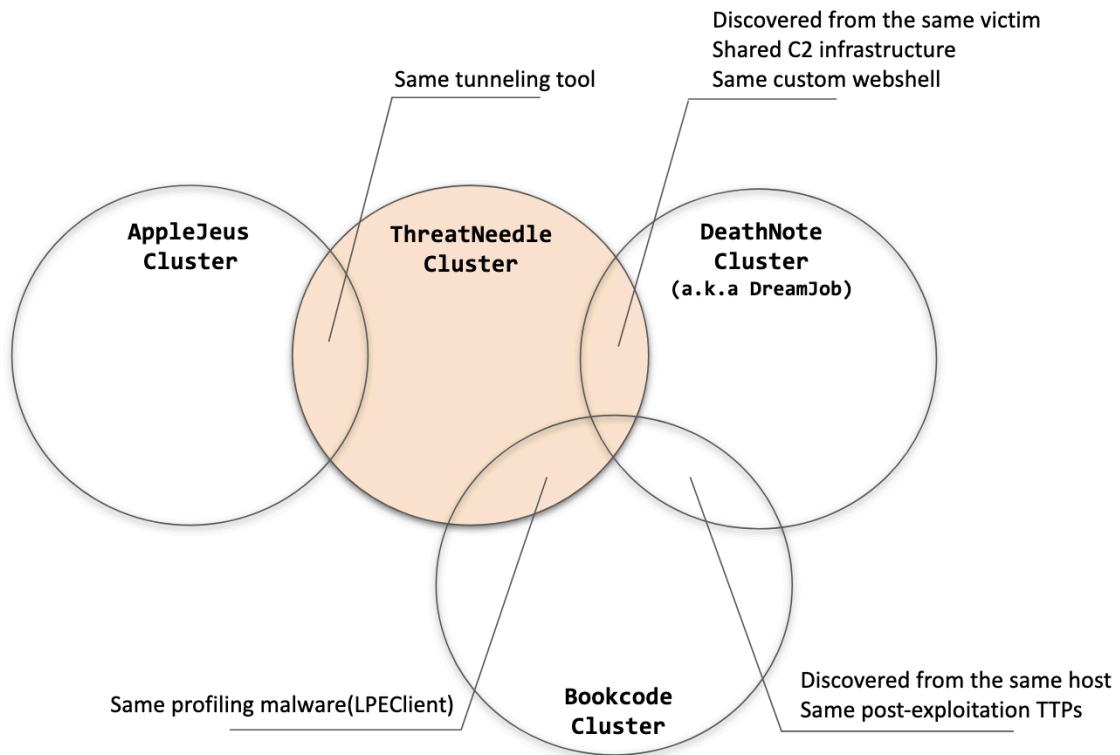 Discovered from the same victim
Shared C2 infrastructure
Same custom webshell
Same tunneling tool
AppleJeus
Cluster
ThreatNeedle
Cluster
DeathNote
Cluster
(a.k.a DreamJob)
Same profiling malware(LPEClient)
Bookcode
Cluster
Discovered from the same host
Same post-exploitation TTPs